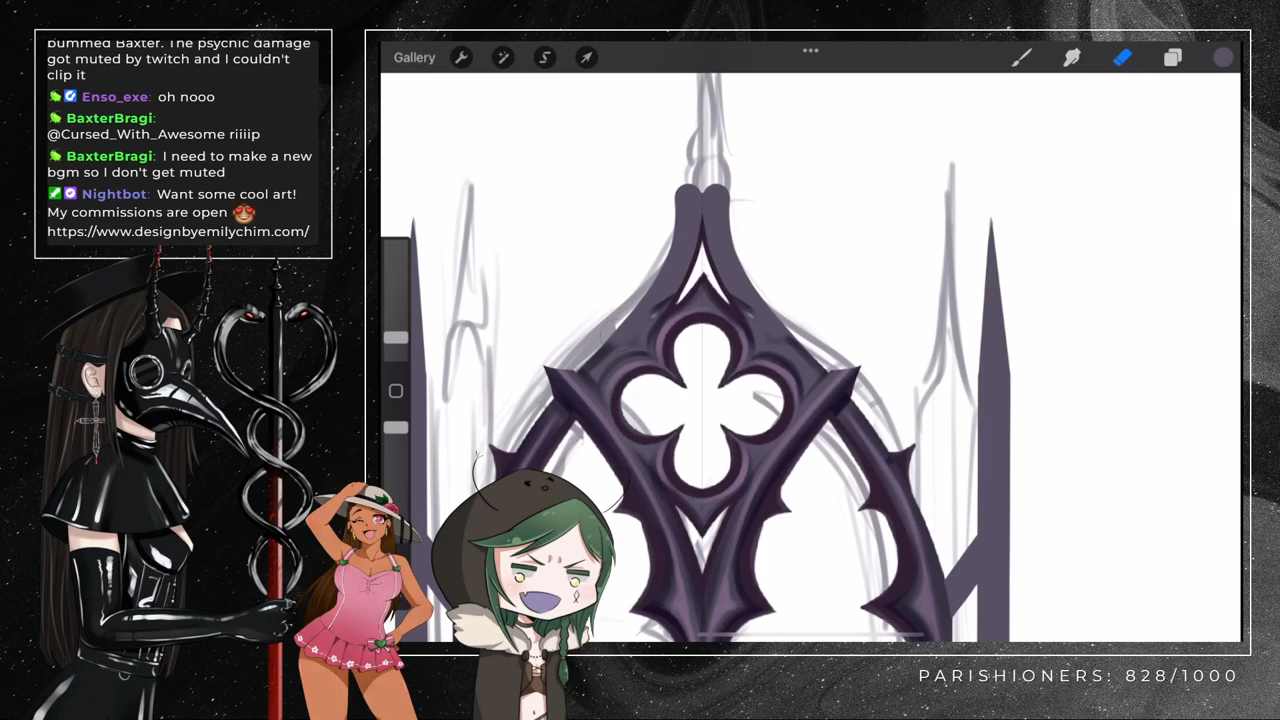 bummed Baxter. The psychic damage
got muted by twitch and I couldn't
clip it
Enso_exe: oh nooo
BaxterBragi:
@Cursed_With_Awesome riiiip
BaxterBragi: I need to make a new
bgm so I don't get muted
Nightbot: Want some cool art!
My commissions are open
https://www.designbyemilychim.com/
Gallery
PARISHIONERS: 828/1000